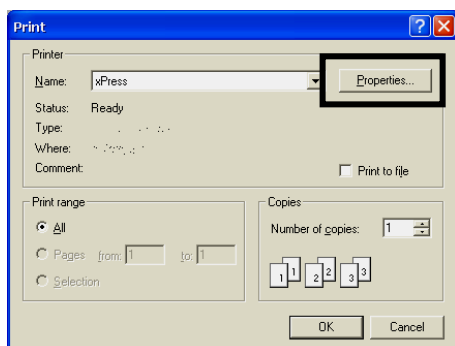 Print
Printer
Name: xPress Properties...
Status: Ready
Type:
Where:
Comment: Print to file
Print range Copies
All Number of copies: 1
Pages from: 1 to: 1
Selection
1 1 2 2 3 3
OK Cancel